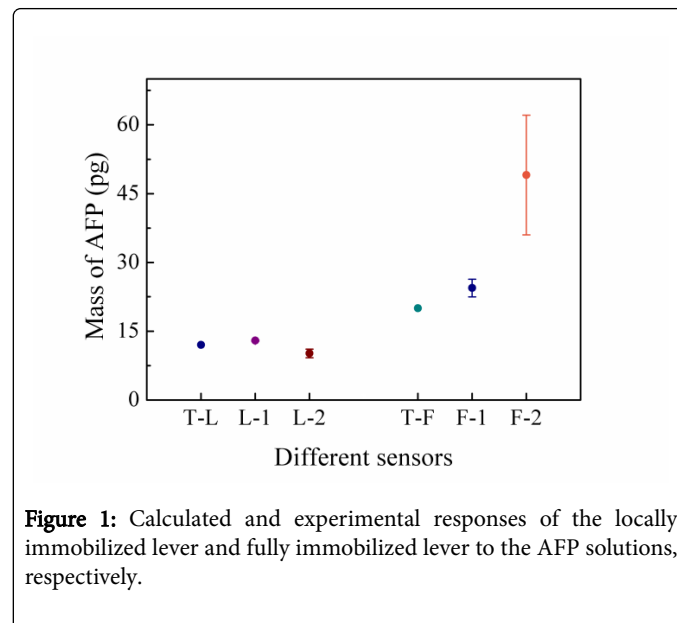 Mass of AFP (pg)
60
45
30
15
0
T-L L-1 L-2 T-F F-1 F-2
Different sensors
Figure 1: Calculated and experimental responses of the locally
immobilized lever and fully immobilized lever to the AFP solutions,
respectively.